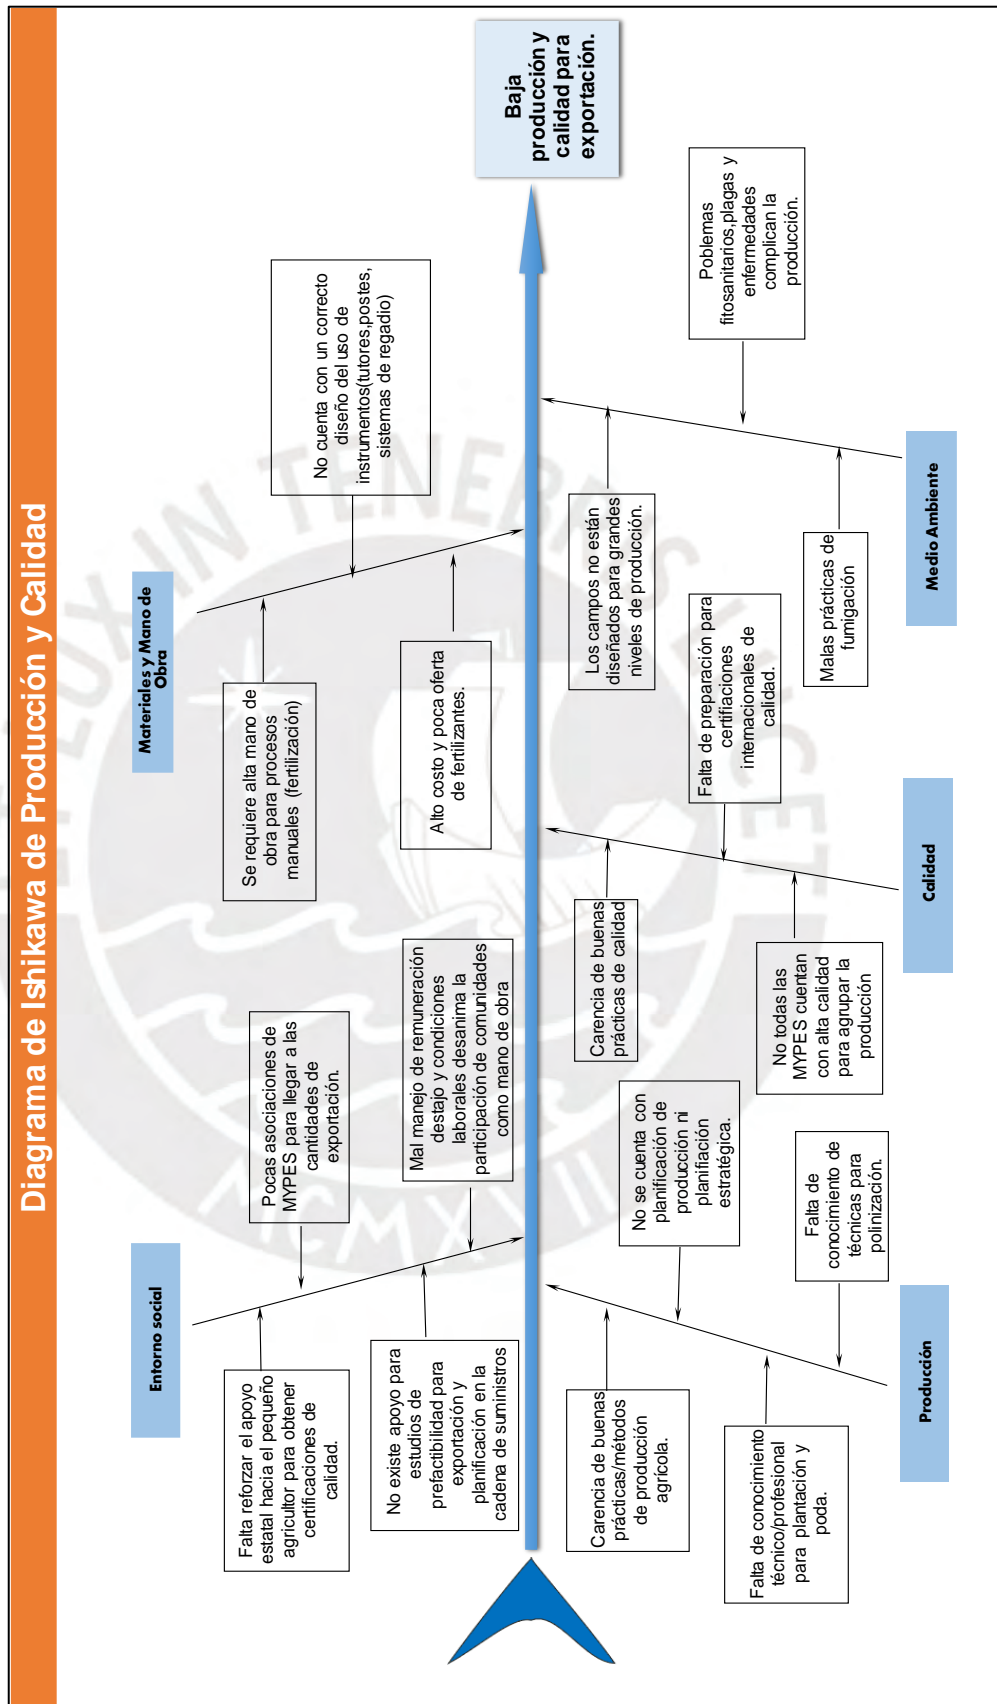 Diagrama de Ishikawa de Producción y Calidad
Entorno social
Falta reforzar el apoyo
estatal hacia el pequeño
agricultor para obtener
certificaciones de
calidad.
Pocas asociaciones de
MYPES para llegar a las
cantidades de
exportación.
No existe apoyo para
estudios de
prefactibilidad para
exportación y
planificación en la
cadena de suministros
Mal manejo de remuneración
destajo y condiciones
laborales desanima la
participación de comunidades
como mano de obra
Materiales y Mano de
Obra
Se requiere alta mano de
obra para procesos
manuales (fertilización)
No cuenta con un correcto
diseño del uso de
instrumentos(tutores,postes,
sistemas de regadio)
Alto costo y poca oferta
de fertilizantes.
Baja
producción y
calidad para
exportación.
Carencia de buenas
prácticas/métodos
de producción
agrícola.
No se cuenta con
planificación de
producción ni
planifiación
estratégica.
Falta de conocimiento
técnico/profesional
para plantación y
poda.
Falta de
conocimiento de
técnicas para
polinización.
Producción
Carencia de buenas
prácticas de calidad
Falta de preparación para
certifiaciones
internacionales de
calidad.
No todas las
MYPES cuentan
con alta calidad
para agrupar la
producción
Calidad
Los campos no están
diseñados para grandes
niveles de producción.
Poblemas
fitosanitarios,plagas y
enfermedades
complican la
producción.
Malas prácticas de
fumigación
Medio Ambiente
ET LUX IN TENEBRIS LUCET
MCMXVII